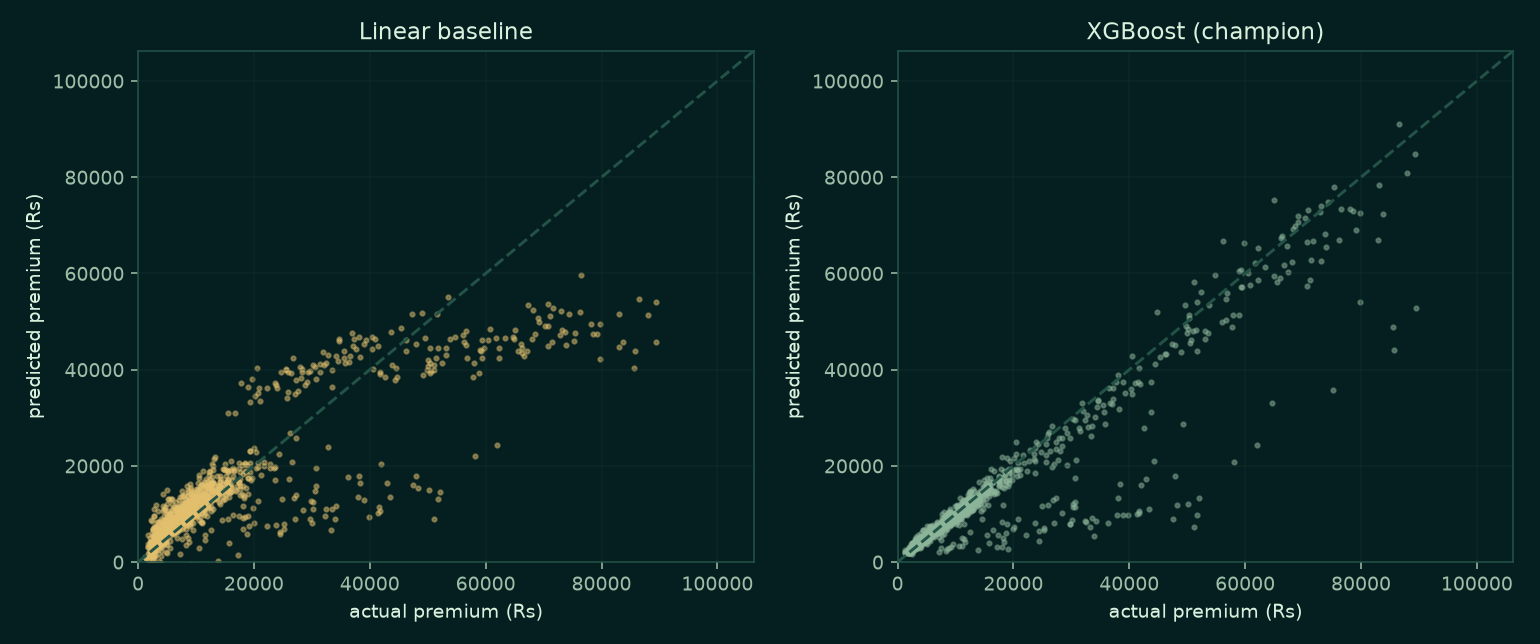 Linear baseline
100000
80000
60000
40000
20000
0
predicted premium (Rs)
0 20000 40000 60000 80000 100000
actual premium (Rs)
XGBoost (champion)
100000
80000
60000
40000
20000
0
predicted premium (Rs)
0 20000 40000 60000 80000 100000
actual premium (Rs)